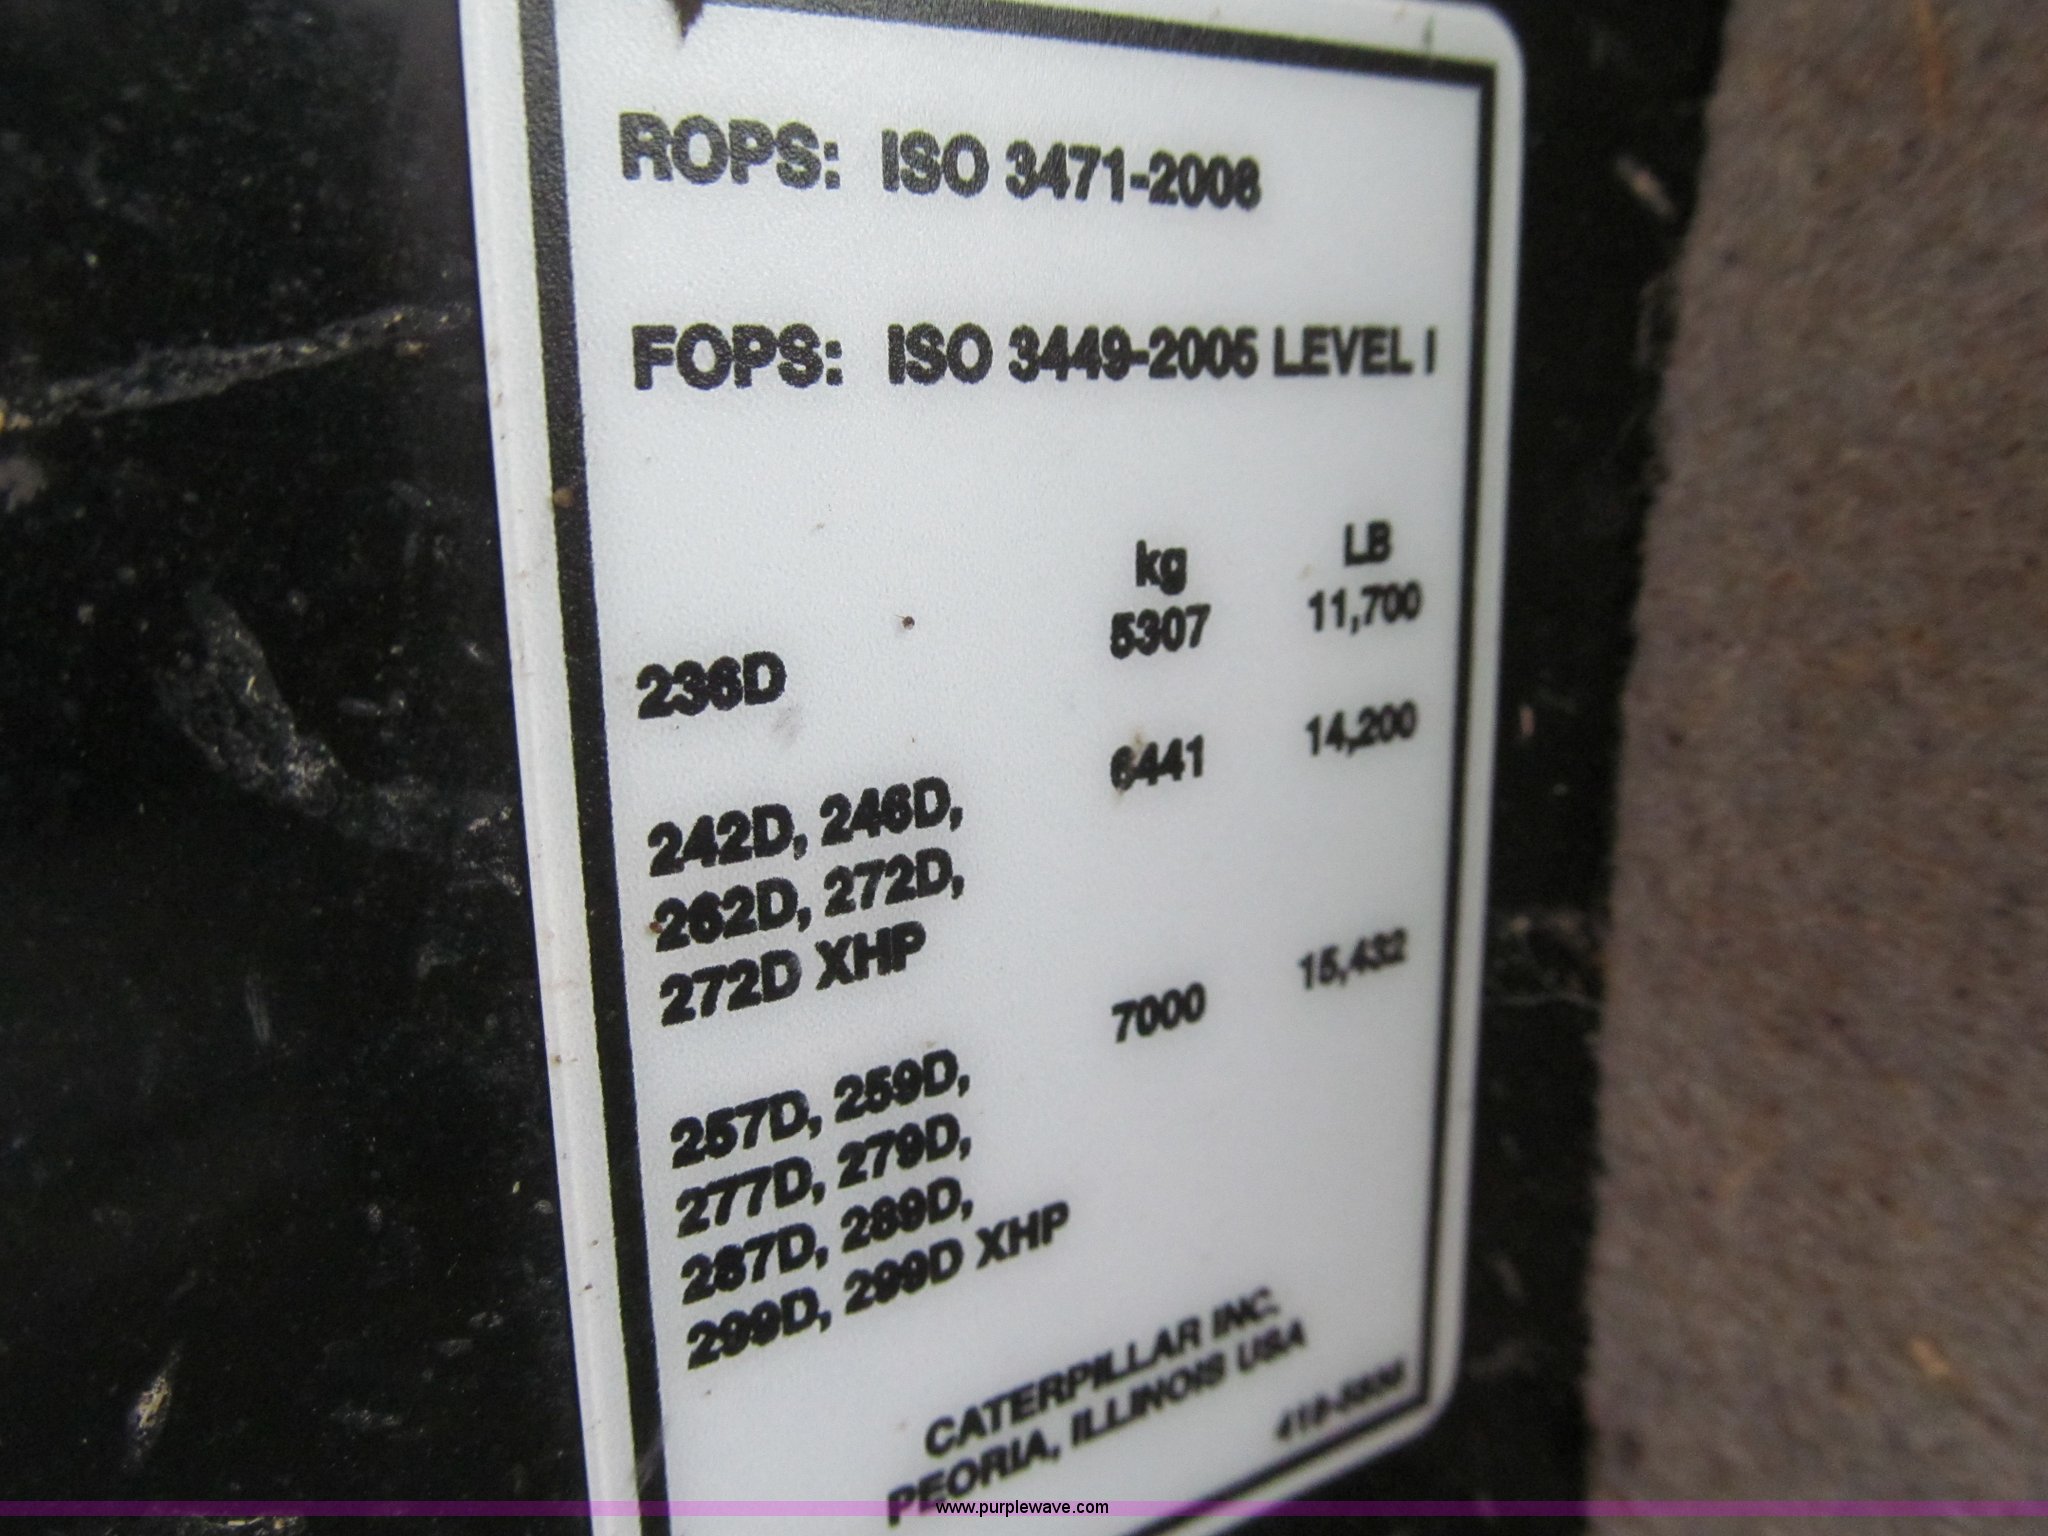 ROPS: ISO 3471-2008
FOPS: ISO 3449-2005 LEVEL I
kg LB
236D 5307 11,700
242D, 246D, 6441 14,200
262D, 272D,
272D XHP
257D, 259D, 7000 15,432
277D, 279D,
287D, 289D,
299D, 299D XHP
CATERPILLAR INC.
PEORIA, ILLINOIS USA
www.purplewave.com